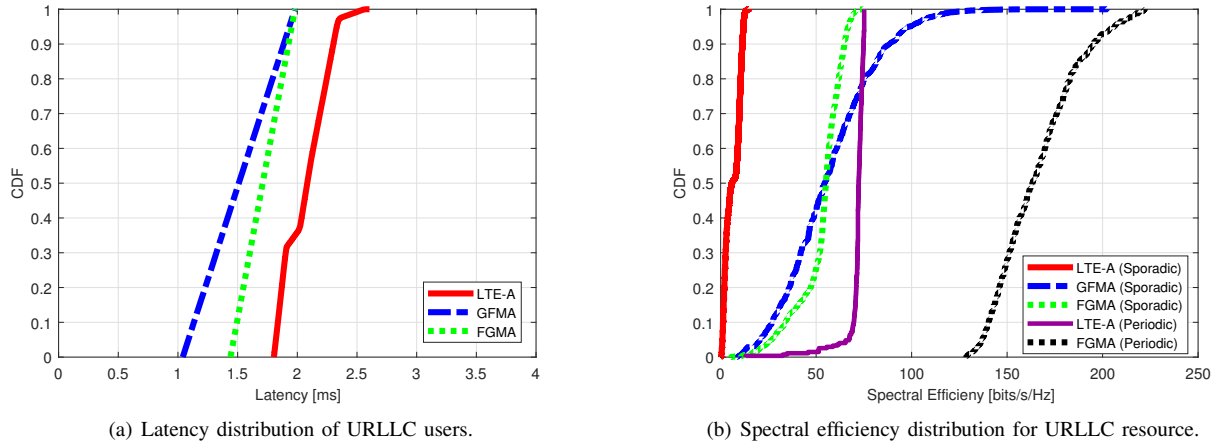 1
0.9
0.8
0.7
0.6
0.5
0.4
0.3
0.2
0.1
0
CDF
LTE-A
GFMA
FGMA
0 0.5 1 1.5 2 2.5 3 3.5 4
Latency [ms]
(a) Latency distribution of URLLC users.
1
0.9
0.8
0.7
0.6
0.5
0.4
0.3
0.2
0.1
0
CDF
LTE-A (Sporadic)
GFMA (Sporadic)
FGMA (Sporadic)
LTE-A (Periodic)
FGMA (Periodic)
0 50 100 150 200 250
Spectral Efficieny [bits/s/Hz]
(b) Spectral efficiency distribution for URLLC resource.